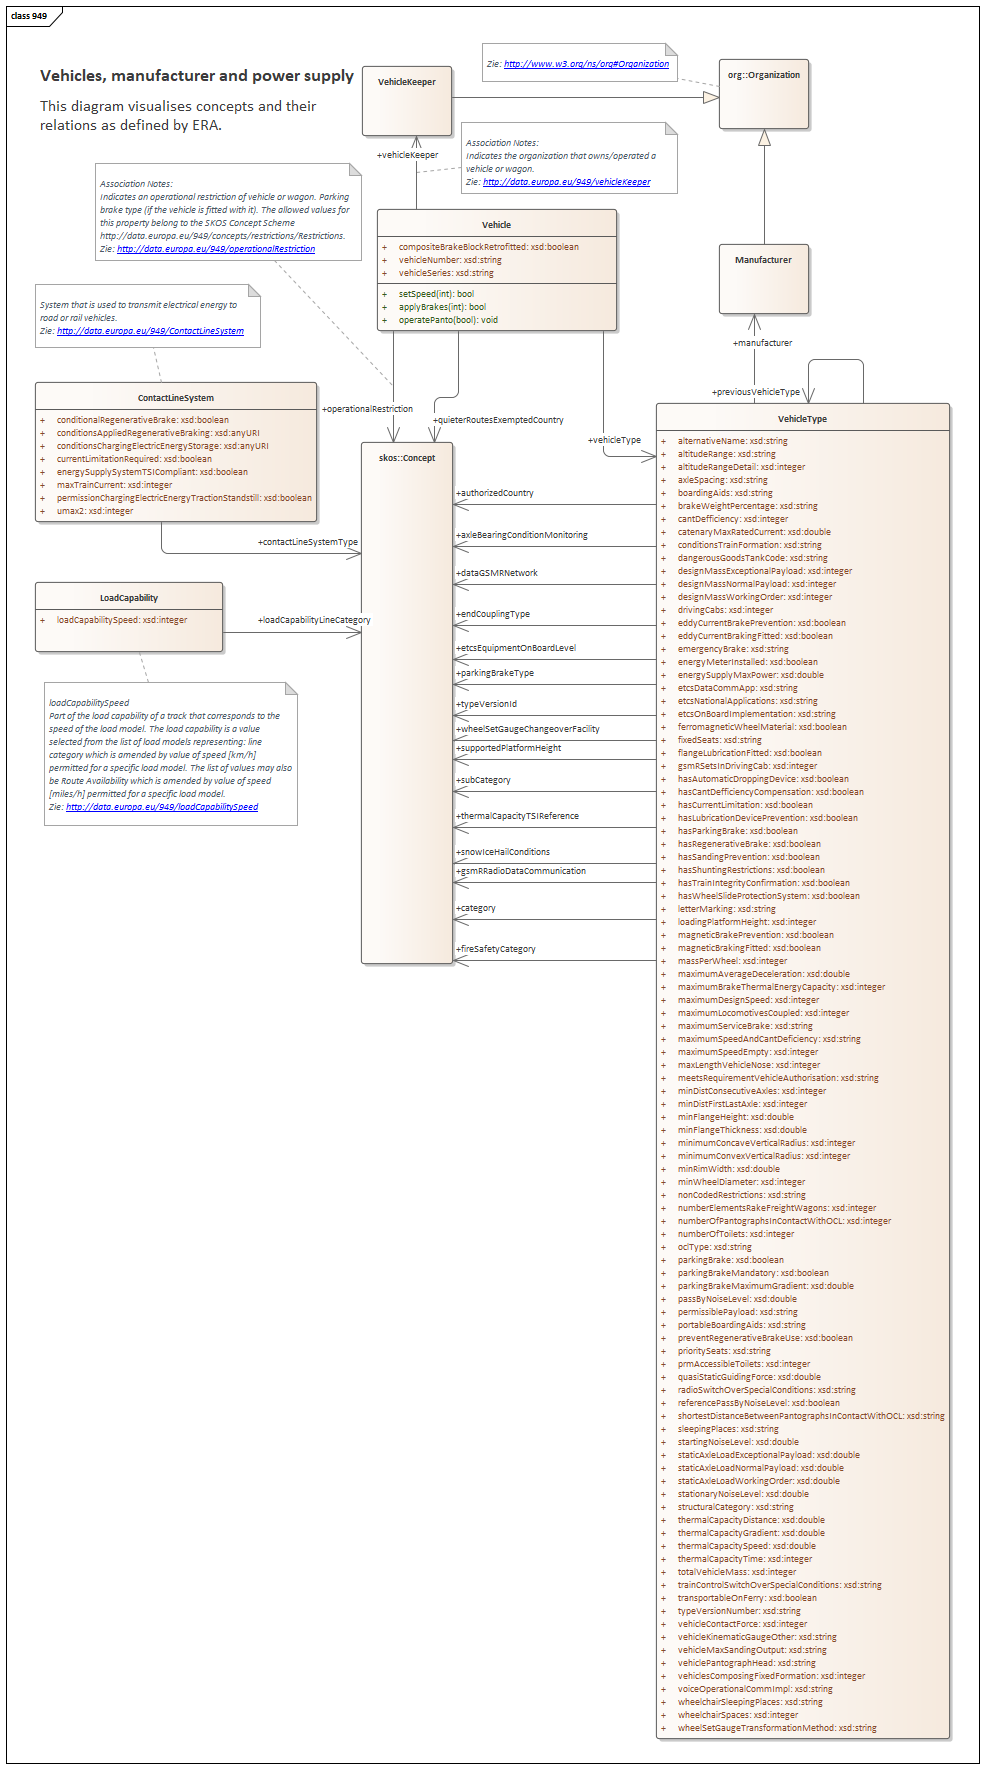 class 949
Vehicles, manufacturer and power supply
This diagram visualises concepts and their
relations as defined by ERA.
Zie: http://www.w3.org/ns/org#Organization
VehicleKeeper
org::Organization
+vehicleKeeper
Association Notes:
Indicates the organization that owns/operated a
vehicle or wagon.
Zie: http://data.europa.eu/949/vehicleKeeper
Association Notes:
Indicates an operational restriction of vehicle or wagon. Parking
brake type (if the vehicle is fitted with it). The allowed values for
this property belong to the SKOS Concept Scheme
http://data.europa.eu/949/concepts/restrictions/Restrictions.
Zie: http://data.europa.eu/949/operationalRestriction
Vehicle
+ compositeBrakeBlockRetrofitted: xsd:boolean
+ vehicleNumber: xsd:string
+ vehicleSeries: xsd:string
+ setSpeed(int): bool
+ applyBrakes(int): bool
+ operatePanto(bool): void
Manufacturer
System that is used to transmit electrical energy to
road or rail vehicles.
Zie: http://data.europa.eu/949/ContactLineSystem
+manufacturer
+previousVehicleType
+operationalRestriction
+quieterRoutesExemptedCountry
+vehicleType
ContactLineSystem
+ conditionalRegenerativeBrake: xsd:boolean
+ conditionsAppliedRegenerativeBraking: xsd:anyURI
+ conditionsChargingElectricEnergyStorage: xsd:anyURI
+ currentLimitationRequired: xsd:boolean
+ energySupplySystemTSICompliant: xsd:boolean
+ maxTrainCurrent: xsd:integer
+ permissionChargingElectricEnergyTractionStandstill: xsd:boolean
+ umax2: xsd:integer
+contactLineSystemType
LoadCapability
+ loadCapabilitySpeed: xsd:integer
+loadCapabilityLineCategory
loadCapabilitySpeed
Part of the load capability of a track that corresponds to the
speed of the load model. The load capability is a value
selected from the list of load models representing: line
category which is amended by value of speed [km/h]
permitted for a specific load model. The list of values may also
be Route Availability which is amended by value of speed
[miles/h] permitted for a specific load model.
Zie: http://data.europa.eu/949/loadCapabilitySpeed
skos::Concept
+authorizedCountry
+axleBearingConditionMonitoring
+dataGSMRNetwork
+endCouplingType
+etcsEquipmentOnBoardLevel
+parkingBrakeType
+typeVersionId
+wheelSetGaugeChangeoverFacility
+supportedPlatformHeight
+subCategory
+thermalCapacityTSIReference
+snowIceHailConditions
+gsmRRadioDataCommunication
+category
+fireSafetyCategory
VehicleType
+ alternativeName: xsd:string
+ altitudeRange: xsd:string
+ altitudeRangeDetail: xsd:integer
+ axleSpacing: xsd:string
+ boardingAids: xsd:string
+ brakeWeightPercentage: xsd:string
+ cantDefficiency: xsd:integer
+ catenaryMaxRatedCurrent: xsd:double
+ conditionsTrainFormation: xsd:string
+ dangerousGoodsTankCode: xsd:string
+ designMassExceptionalPayload: xsd:integer
+ designMassNormalPayload: xsd:integer
+ designMassWorkingOrder: xsd:integer
+ drivingCabs: xsd:integer
+ eddyCurrentBrakePrevention: xsd:boolean
+ eddyCurrentBrakingFitted: xsd:boolean
+ emergencyBrake: xsd:string
+ energyMeterInstalled: xsd:boolean
+ energySupplyMaxPower: xsd:double
+ etcsDataCommApp: xsd:string
+ etcsNationalApplications: xsd:string
+ etcsOnBoardImplementation: xsd:string
+ ferromagneticWheelMaterial: xsd:boolean
+ fixedSeats: xsd:string
+ flangeLubricationFitted: xsd:boolean
+ gsmRSetsInDrivingCab: xsd:integer
+ hasAutomaticDroppingDevice: xsd:boolean
+ hasCantDefficiencyCompensation: xsd:boolean
+ hasCurrentLimitation: xsd:boolean
+ hasLubricationDevicePrevention: xsd:boolean
+ hasParkingBrake: xsd:boolean
+ hasRegenerativeBrake: xsd:boolean
+ hasSandingPrevention: xsd:boolean
+ hasShuntingRestrictions: xsd:boolean
+ hasTrainIntegrityConfirmation: xsd:boolean
+ hasWheelSlideProtectionSystem: xsd:boolean
+ letterMarking: xsd:string
+ loadingPlatformHeight: xsd:integer
+ magneticBrakePrevention: xsd:boolean
+ magneticBrakingFitted: xsd:boolean
+ massPerWheel: xsd:integer
+ maximumAverageDeceleration: xsd:double
+ maximumBrakeThermalEnergyCapacity: xsd:integer
+ maximumDesignSpeed: xsd:integer
+ maximumLocomotivesCoupled: xsd:integer
+ maximumServiceBrake: xsd:string
+ maximumSpeedAndCantDeficiency: xsd:string
+ maximumSpeedEmpty: xsd:integer
+ maxLengthVehicleNose: xsd:integer
+ meetsRequirementVehicleAuthorisation: xsd:string
+ minDistConsecutiveAxles: xsd:integer
+ minDistFirstLastAxle: xsd:integer
+ minFlangeHeight: xsd:double
+ minFlangeThickness: xsd:double
+ minimumConcaveVerticalRadius: xsd:integer
+ minimumConvexVerticalRadius: xsd:integer
+ minRimWidth: xsd:double
+ minWheelDiameter: xsd:integer
+ nonCodedRestrictions: xsd:string
+ numberElementsRakeFreightWagons: xsd:integer
+ numberOfPantographsInContactWithOCL: xsd:integer
+ numberOfToilets: xsd:integer
+ oclType: xsd:string
+ parkingBrake: xsd:boolean
+ parkingBrakeMandatory: xsd:boolean
+ parkingBrakeMaximumGradient: xsd:double
+ passByNoiseLevel: xsd:double
+ permissiblePayload: xsd:string
+ portableBoardingAids: xsd:string
+ preventRegenerativeBrakeUse: xsd:boolean
+ prioritySeats: xsd:string
+ prmAccessibleToilets: xsd:integer
+ quasiStaticGuidingForce: xsd:double
+ radioSwitchOverSpecialConditions: xsd:string
+ referencePassByNoiseLevel: xsd:boolean
+ shortestDistanceBetweenPantographsInContactWithOCL: xsd:string
+ sleepingPlaces: xsd:string
+ startingNoiseLevel: xsd:double
+ staticAxleLoadExceptionalPayload: xsd:double
+ staticAxleLoadNormalPayload: xsd:double
+ staticAxleLoadWorkingOrder: xsd:double
+ stationaryNoiseLevel: xsd:double
+ structuralCategory: xsd:string
+ thermalCapacityDistance: xsd:double
+ thermalCapacityGradient: xsd:double
+ thermalCapacitySpeed: xsd:double
+ thermalCapacityTime: xsd:integer
+ totalVehicleMass: xsd:integer
+ trainControlSwitchOverSpecialConditions: xsd:string
+ transportableOnFerry: xsd:boolean
+ typeVersionNumber: xsd:string
+ vehicleContactForce: xsd:integer
+ vehicleKinematicGaugeOther: xsd:string
+ vehicleMaxSandingOutput: xsd:string
+ vehiclePantographHead: xsd:string
+ vehiclesComposingFixedFormation: xsd:integer
+ voiceOperationalCommImpl: xsd:string
+ wheelchairSleepingPlaces: xsd:string
+ wheelchairSpaces: xsd:integer
+ wheelSetGaugeTransformationMethod: xsd:string